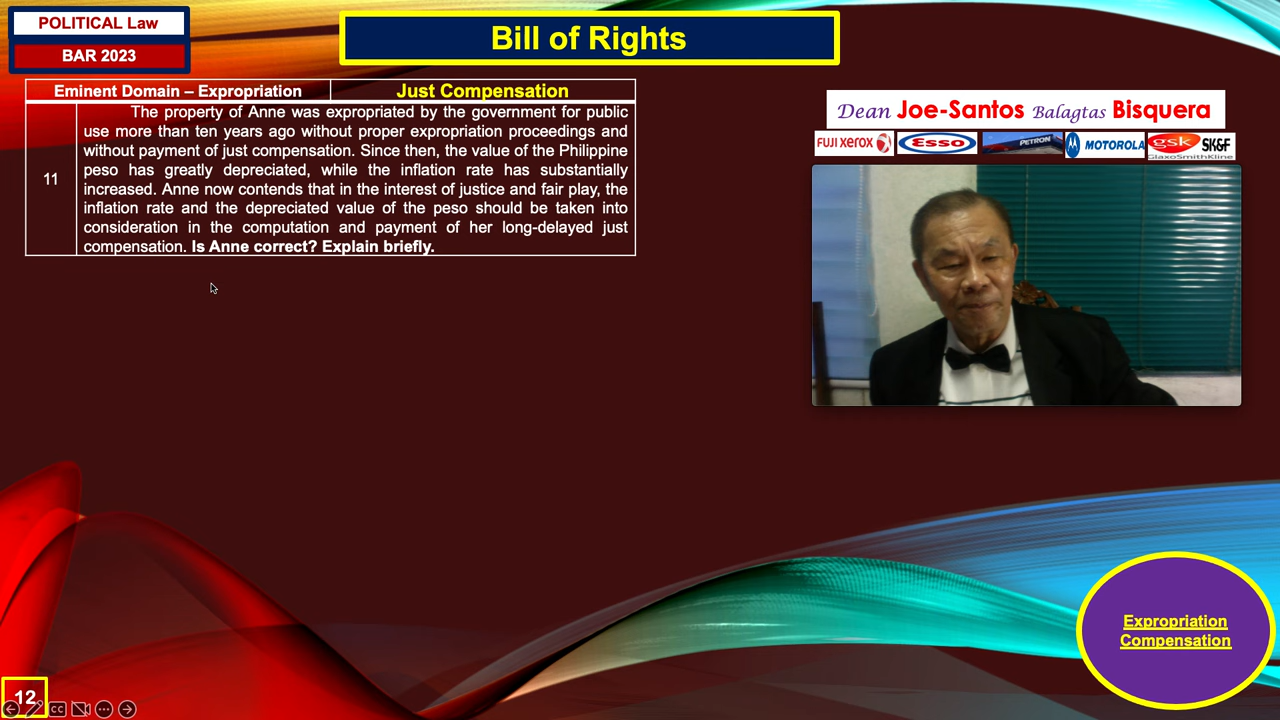 POLITICAL Law
BAR 2023
Bill of Rights
Eminent Domain – Expropriation
Just Compensation
11
The property of Anne was expropriated by the government for public
use more than ten years ago without proper expropriation proceedings and
without payment of just compensation. Since then, the value of the Philippine
peso has greatly depreciated, while the inflation rate has substantially
increased. Anne now contends that in the interest of justice and fair play, the
inflation rate and the depreciated value of the peso should be taken into
consideration in the computation and payment of her long-delayed just
compensation. Is Anne correct? Explain briefly.
Dean Joe-Santos Balagtas Bisquera
FUJI xerox
Esso
PETRON
MOTOROLA
gsk SK&F
GlaxoSmithKline
Expropriation
Compensation
12
CC